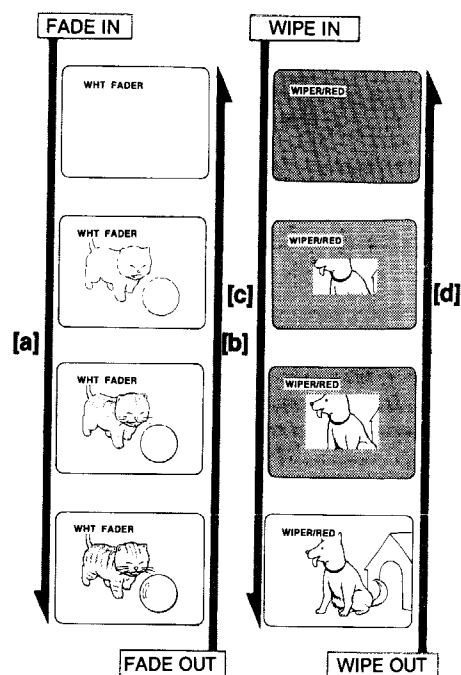 FADE IN
WIPE IN
WHT FADER
WIPER/RED
WHT FADER
WIPER/RED
[a]
[c]
[b]
[d]
WHT FADER
WIPER/RED
WHT FADER
WIPER/RED
FADE OUT
WIPE OUT